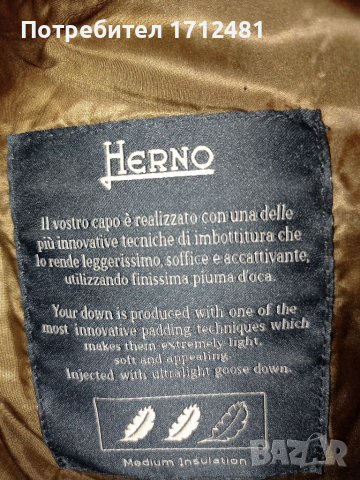 Потребител 1712481
HERNO
Il vostro capo è realizzato con una delle
più innovative tecniche di imbottitura che
lo rende leggerissimo, soffice e accattivante,
utilizzando finissima piuma d'oca.
Your down is produced with one of the
most innovative padding techniques which
makes them extremely light,
soft and appealing.
Injected with ultralight goose down.
Medium Insulation
BAZAR